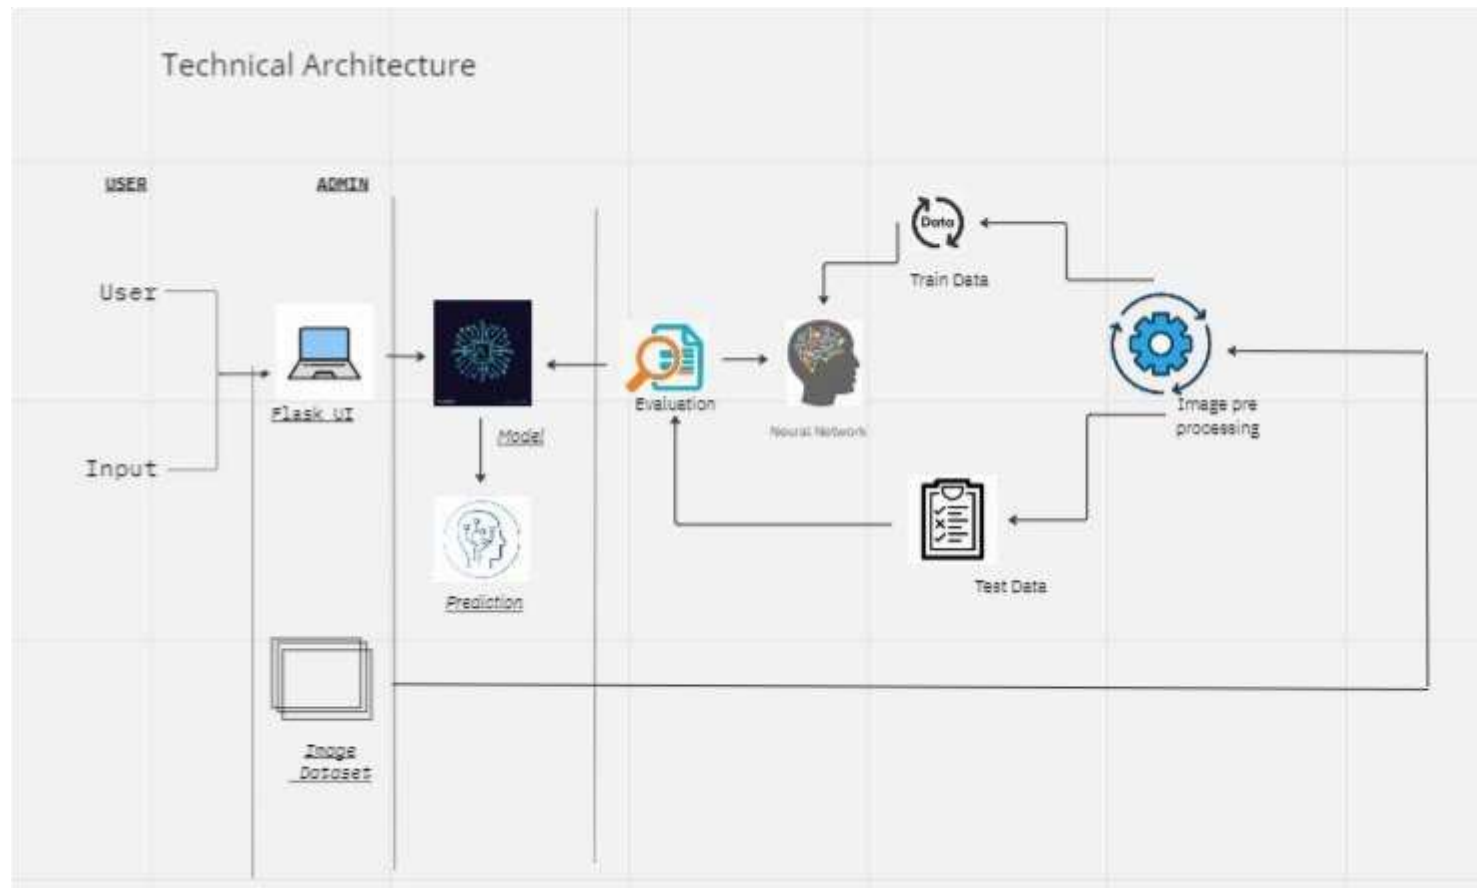 Technical Architecture
USER
ADMIN
User
Input
Flask UI
Model
Prediction
Image
Dataset
Evaluation
Neural Network
Data
Train Data
Image pre
processing
Test Data